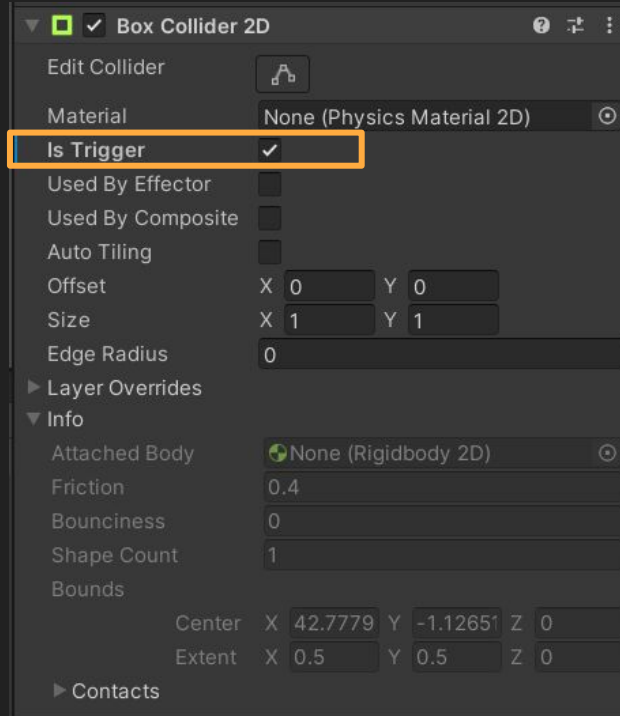 Box Collider 2D
Edit Collider
Material None (Physics Material 2D)
Is Trigger
Used By Effector
Used By Composite
Auto Tiling
Offset X 0 Y 0
Size X 1 Y 1
Edge Radius 0
Layer Overrides
Info
Attached Body None (Rigidbody 2D)
Friction 0.4
Bounciness 0
Shape Count 1
Bounds
Center X 42.7779 Y -1.12651 Z 0
Extent X 0.5 Y 0.5 Z 0
Contacts